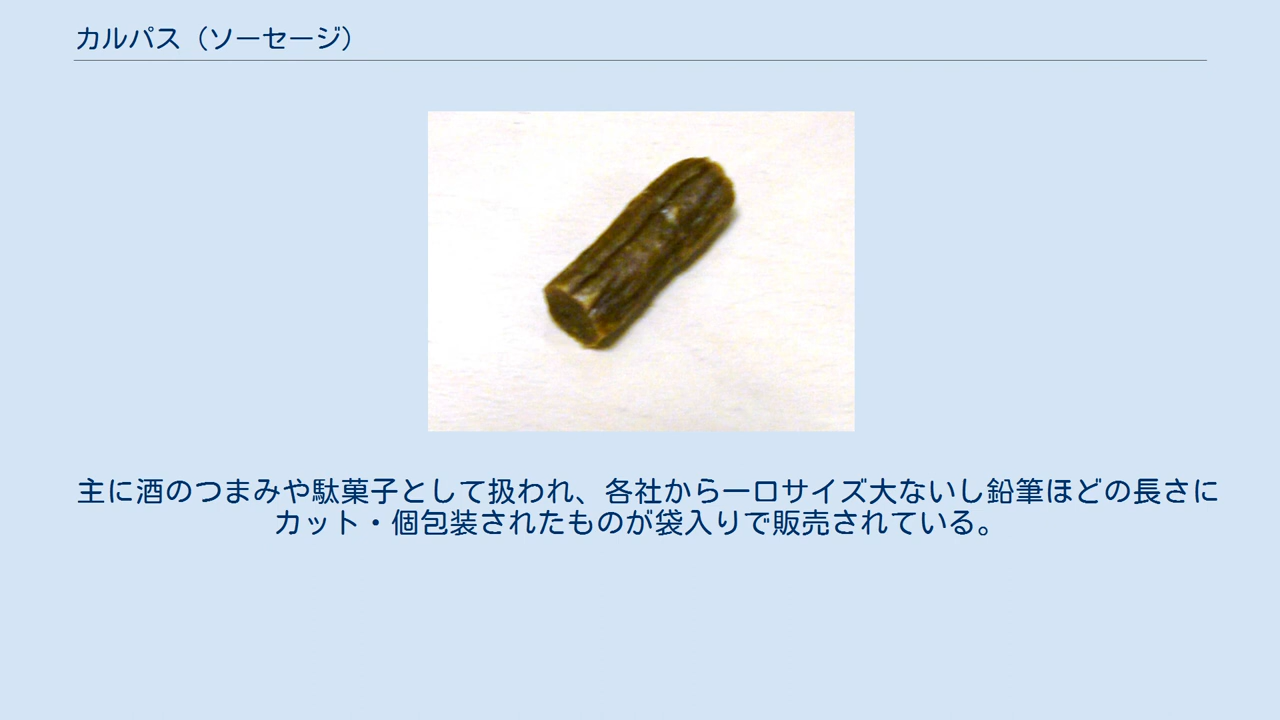 カルパス（ソーセージ）
主に酒のつまみや駄菓子として扱われ、各社から一口サイズ大ないし鉛筆ほどの長さに
カット・個包装されたものが袋入りで販売されている。